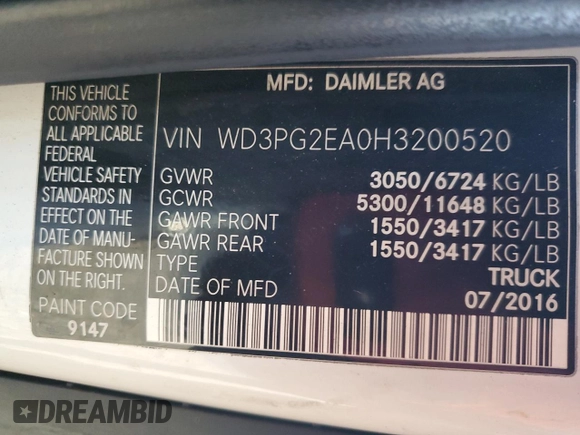 MFD: DAIMLER AG
THIS VEHICLE
CONFORMS TO
ALL APPLICABLE
FEDERAL
VEHICLE SAFETY
STANDARDS IN
EFFECT ON THE
DATE OF MANU-
FACTURE SHOWN
ON THE RIGHT.
PAINT CODE
9147
VIN WD3PG2EA0H3200520
GVWR 3050/6724 KG/LB
GCWR 5300/11648 KG/LB
GAWR FRONT 1550/3417 KG/LB
GAWR REAR 1550/3417 KG/LB
TYPE TRUCK
DATE OF MFD 07/2016
DREAMBID